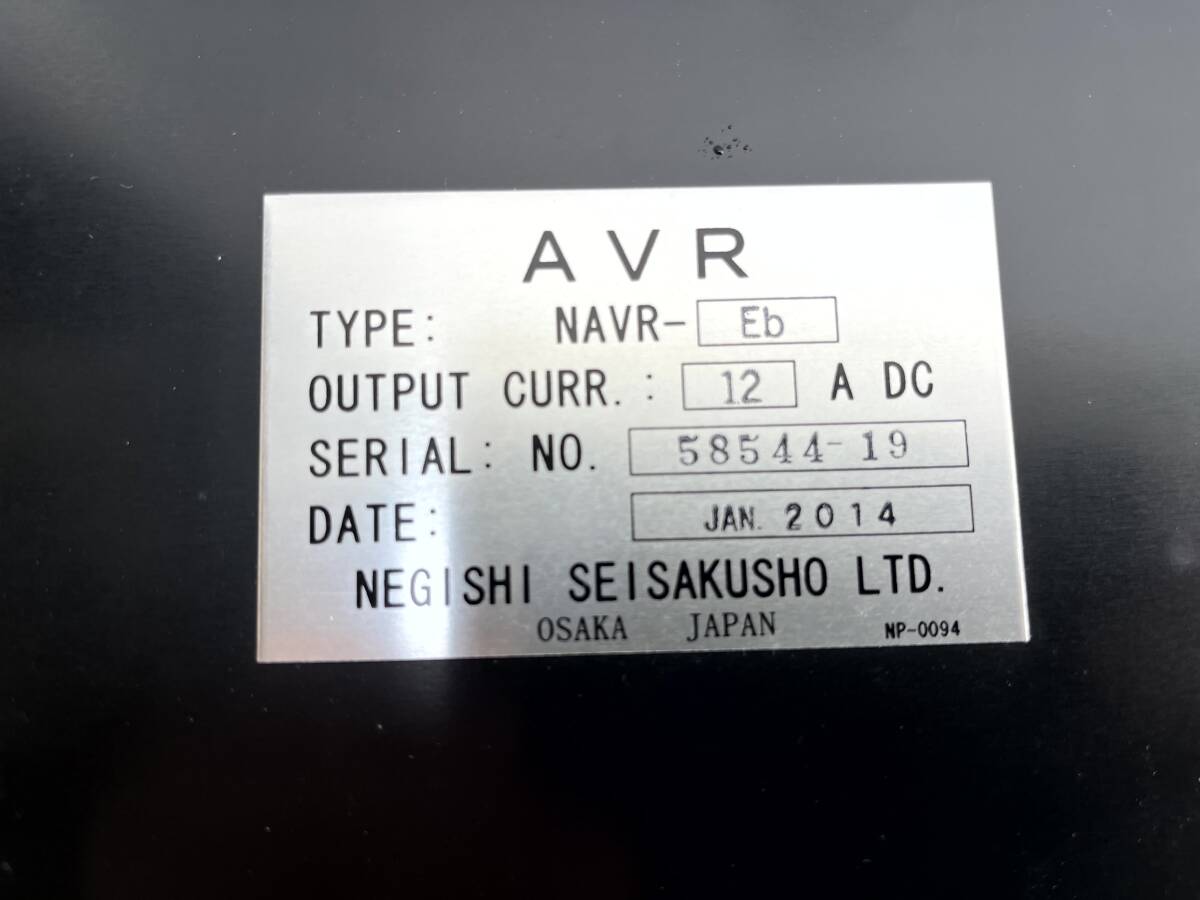 AVR
TYPE: NAVR-Eb
OUTPUT CURR.: 12 A DC
SERIAL: NO. 58544-19
DATE: JAN. 2014
NEGISHI SEISAKUSHO LTD.
OSAKA JAPAN NP-0094